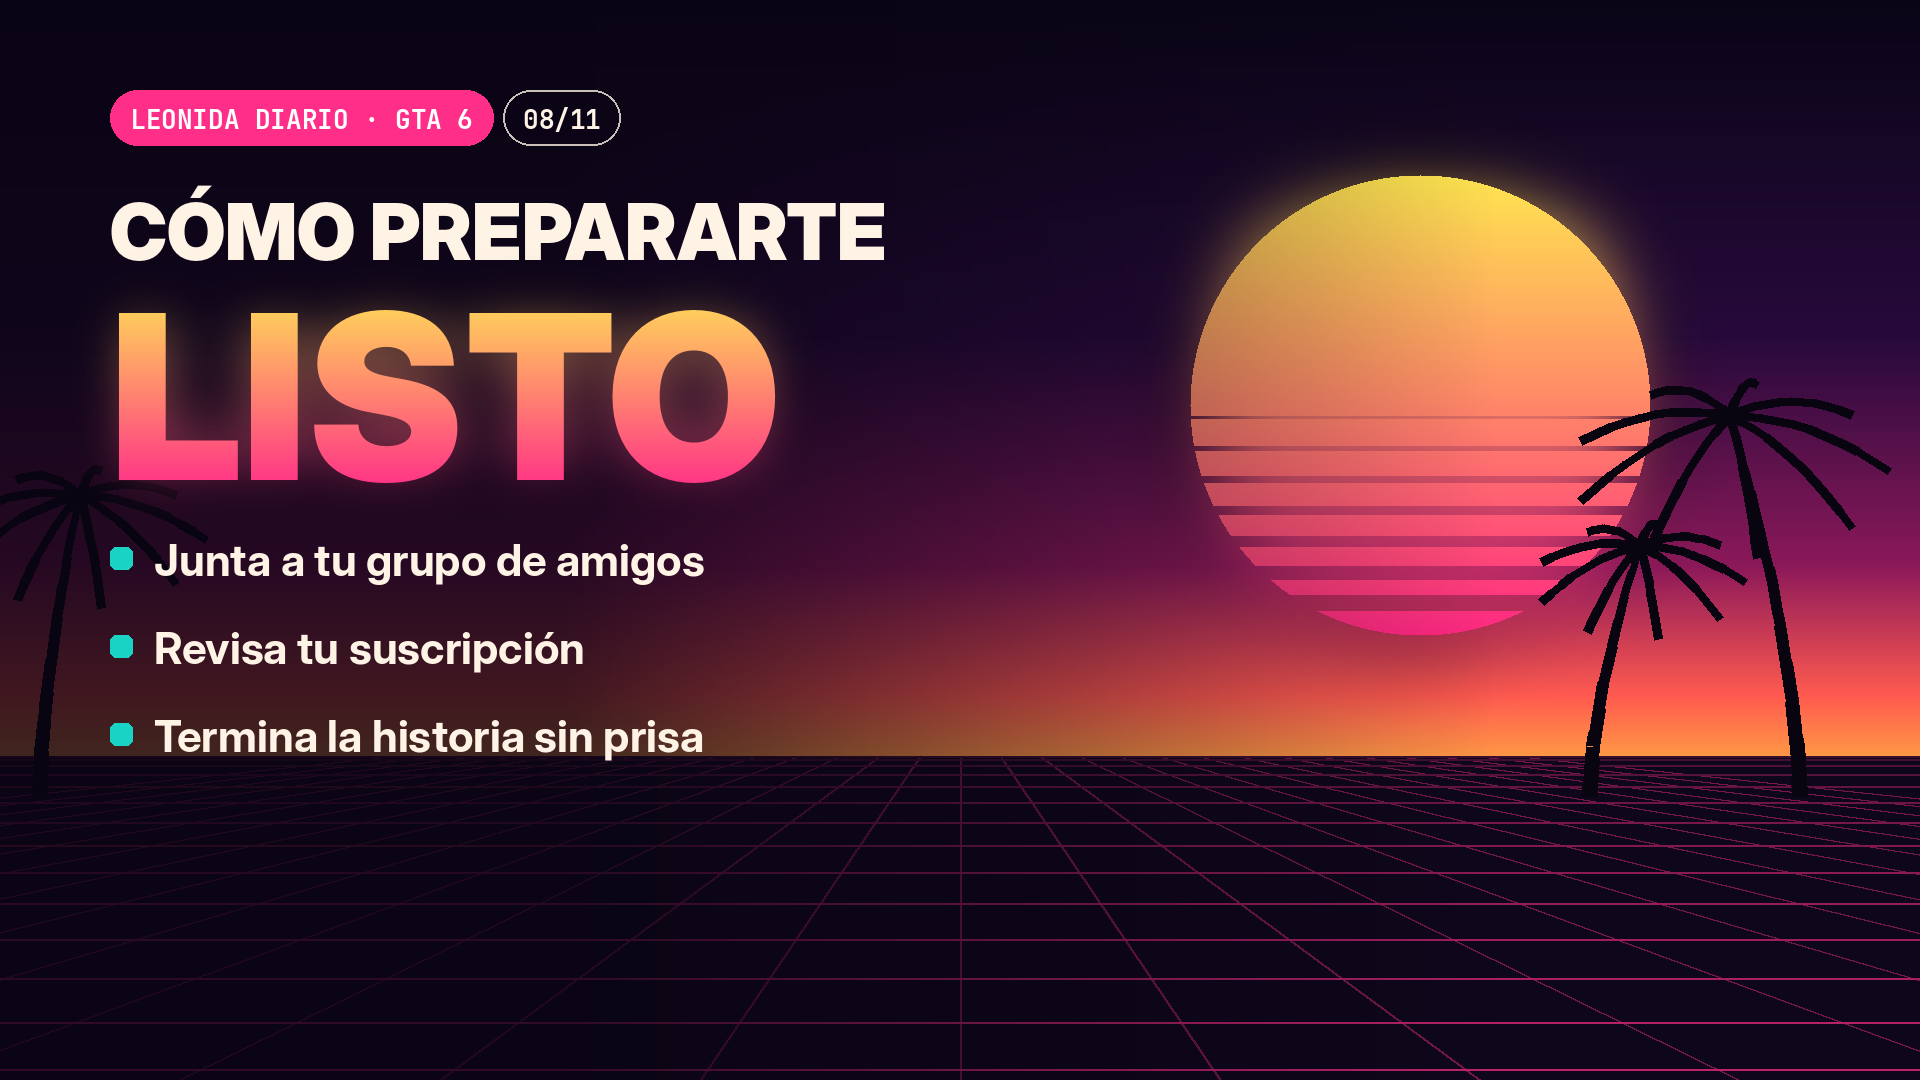 LEONIDA DIARIO · GTA 6
08/11
CÓMO PREPARARTE
LISTO
Junta a tu grupo de amigos
Revisa tu suscripción
Termina la historia sin prisa